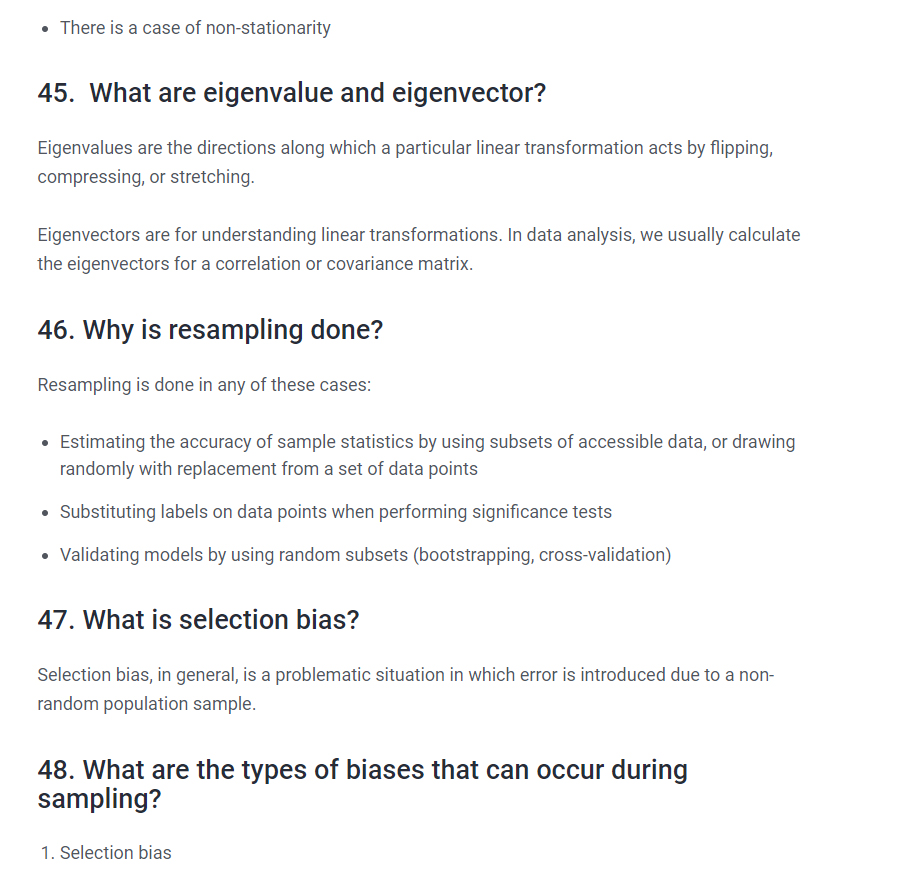 • There is a case of non-stationarity
45.  What are eigenvalue and eigenvector?
Eigenvalues are the directions along which a particular linear transformation acts by flipping,
compressing, or stretching.
Eigenvectors are for understanding linear transformations. In data analysis, we usually calculate
the eigenvectors for a correlation or covariance matrix.
46. Why is resampling done?
Resampling is done in any of these cases:
• Estimating the accuracy of sample statistics by using subsets of accessible data, or drawing
randomly with replacement from a set of data points
• Substituting labels on data points when performing significance tests
• Validating models by using random subsets (bootstrapping, cross-validation)
47. What is selection bias?
Selection bias, in general, is a problematic situation in which error is introduced due to a non-
random population sample.
48. What are the types of biases that can occur during
sampling?
1. Selection bias